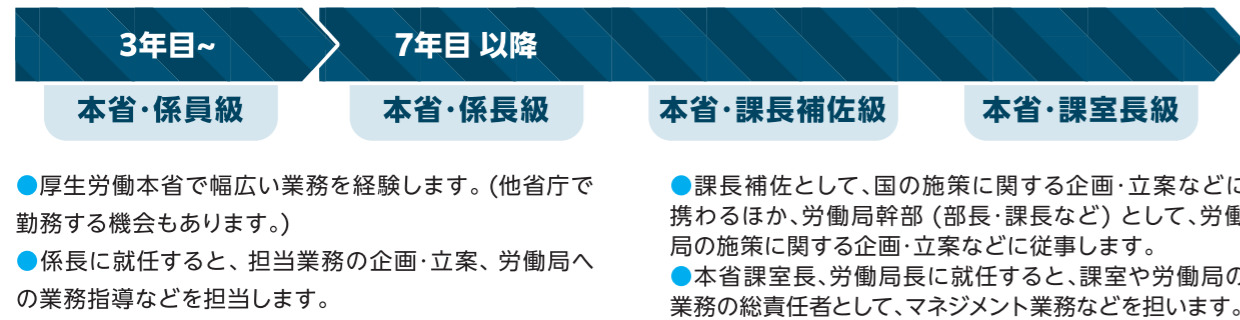 3年目~
7年目 以降
本省・係員級
本省・係長級
本省・課長補佐級
本省・課室長級
●厚生労働本省で幅広い業務を経験します。(他省庁で
勤務する機会もあります。)
●係長に就任すると、担当業務の企画・立案、労働局へ
の業務指導などを担当します。
●課長補佐として、国の施策に関する企画・立案などに
携わるほか、労働局幹部 (部長・課長など) として、労働
局の施策に関する企画・立案などに従事します。
●本省課室長、労働局長に就任すると、課室や労働局の
業務の総責任者として、マネジメント業務などを担います。